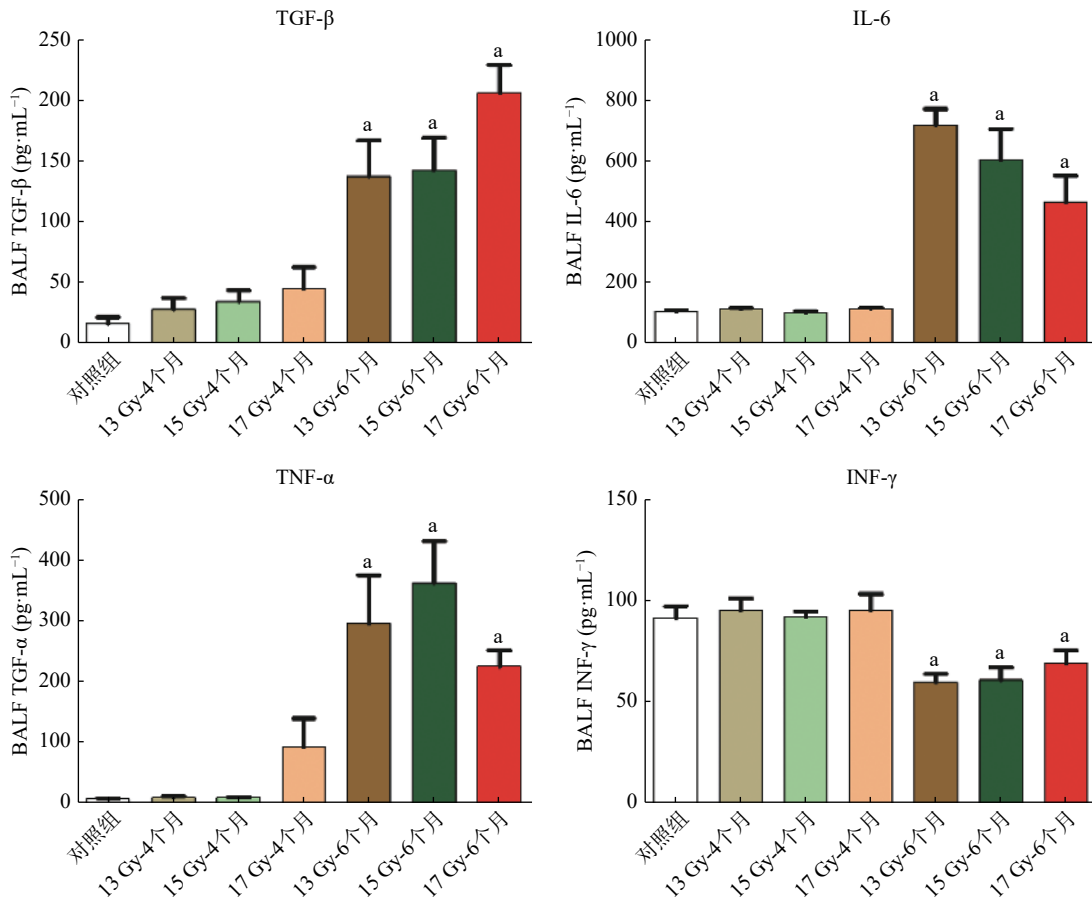 TGF-β
BALF TGF-β (pg·mL⁻¹)
250
200
150
100
50
0
a
a
a
对照组
13 Gy-4个月
15 Gy-4个月
17 Gy-4个月
13 Gy-6个月
15 Gy-6个月
17 Gy-6个月
IL-6
BALF IL-6 (pg·mL⁻¹)
1000
800
600
400
200
0
a
a
a
对照组
13 Gy-4个月
15 Gy-4个月
17 Gy-4个月
13 Gy-6个月
15 Gy-6个月
17 Gy-6个月
TNF-α
BALF TGF-α (pg·mL⁻¹)
500
400
300
200
100
0
a
a
a
对照组
13 Gy-4个月
15 Gy-4个月
17 Gy-4个月
13 Gy-6个月
15 Gy-6个月
17 Gy-6个月
INF-γ
BALF INF-γ (pg·mL⁻¹)
150
100
50
0
a
a
a
对照组
13 Gy-4个月
15 Gy-4个月
17 Gy-4个月
13 Gy-6个月
15 Gy-6个月
17 Gy-6个月